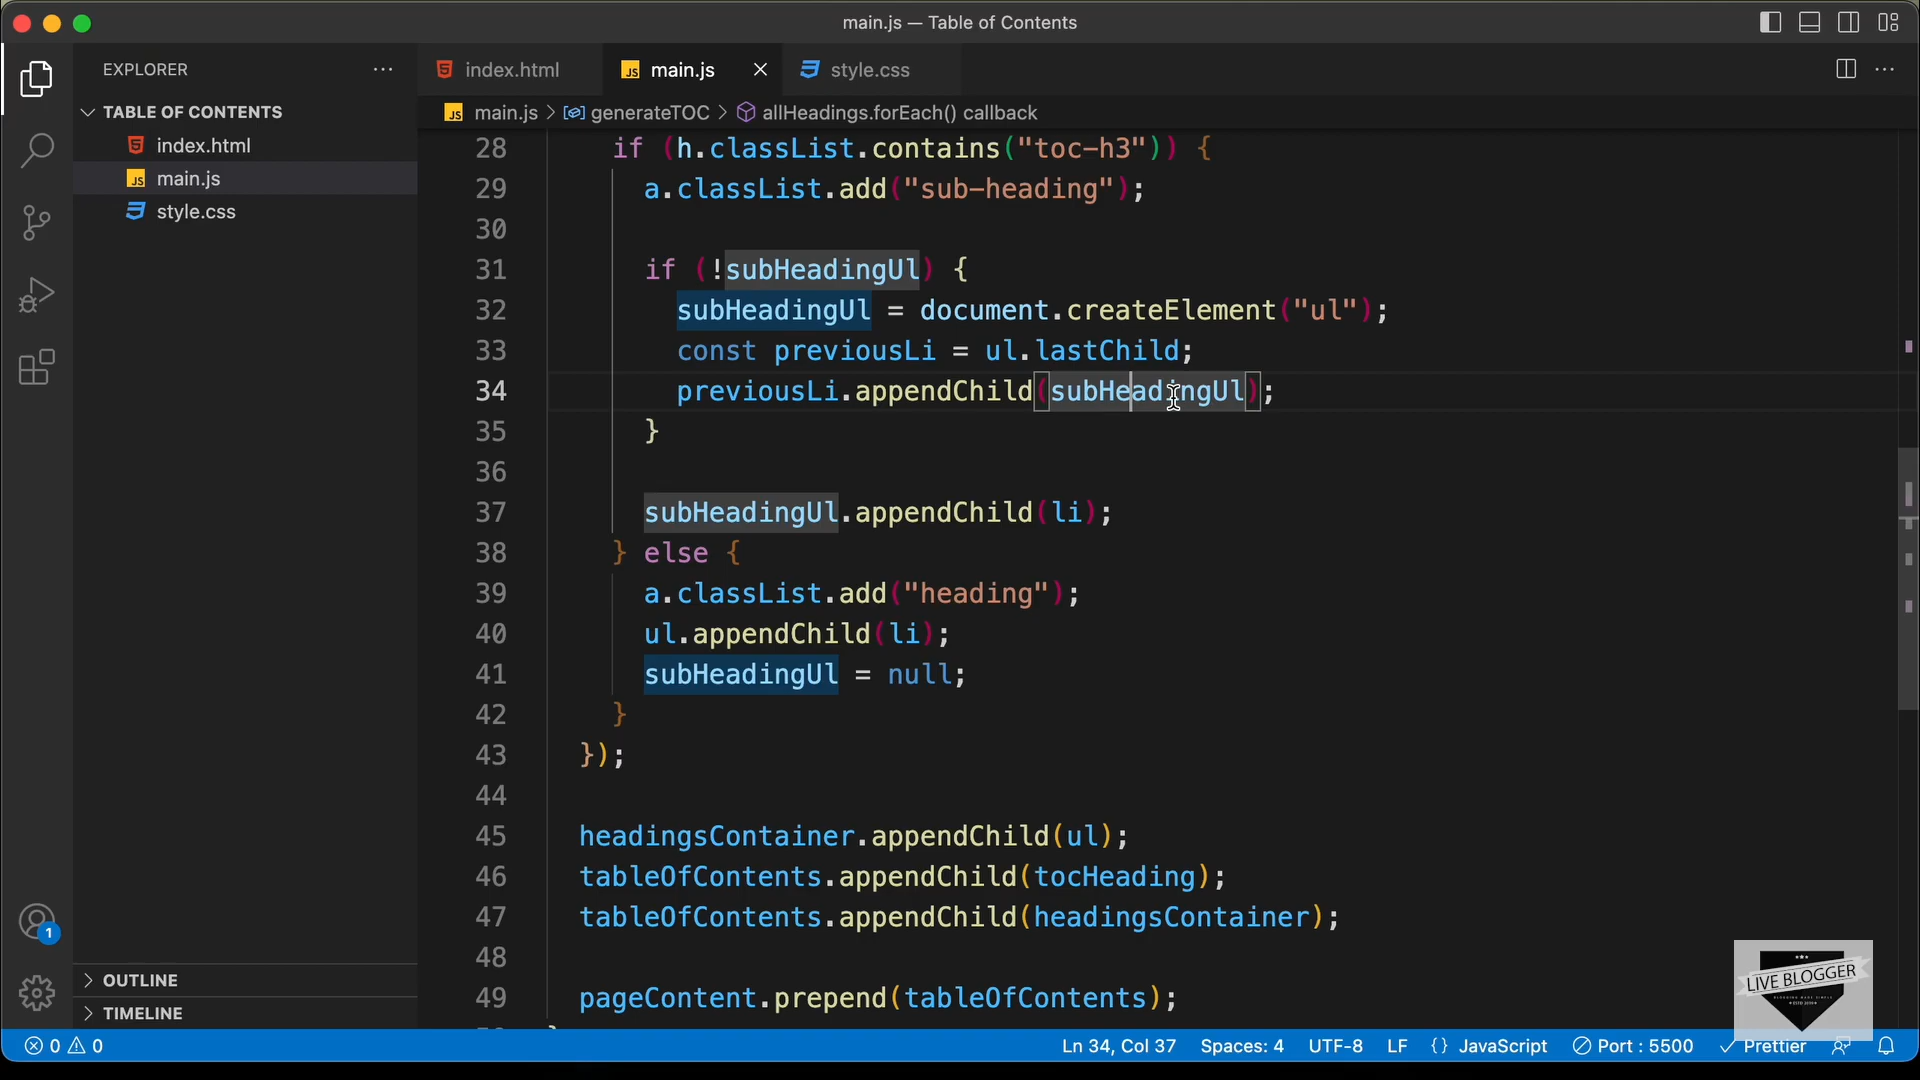 main.js — Table of Contents
EXPLORER
TABLE OF CONTENTS
index.html
main.js
style.css
OUTLINE
TIMELINE
index.html
main.js
style.css
main.js > generateTOC > allHeadings.forEach() callback
28 if (h.classList.contains("toc-h3")) {
29 a.classList.add("sub-heading");
30
31 if (!subHeadingUl) {
32 subHeadingUl = document.createElement("ul");
33 const previousLi = ul.lastChild;
34 previousLi.appendChild(subHeadingUl);
35 }
36
37 subHeadingUl.appendChild(li);
38 } else {
39 a.classList.add("heading");
40 ul.appendChild(li);
41 subHeadingUl = null;
42 }
43 });
44
45 headingsContainer.appendChild(ul);
46 tableOfContents.appendChild(tocHeading);
47 tableOfContents.appendChild(headingsContainer);
48
49 pageContent.prepend(tableOfContents);
1
LIVE BLOGGER
0 0 Ln 34, Col 37 Spaces: 4 UTF-8 LF {} JavaScript Port : 5500 Prettier